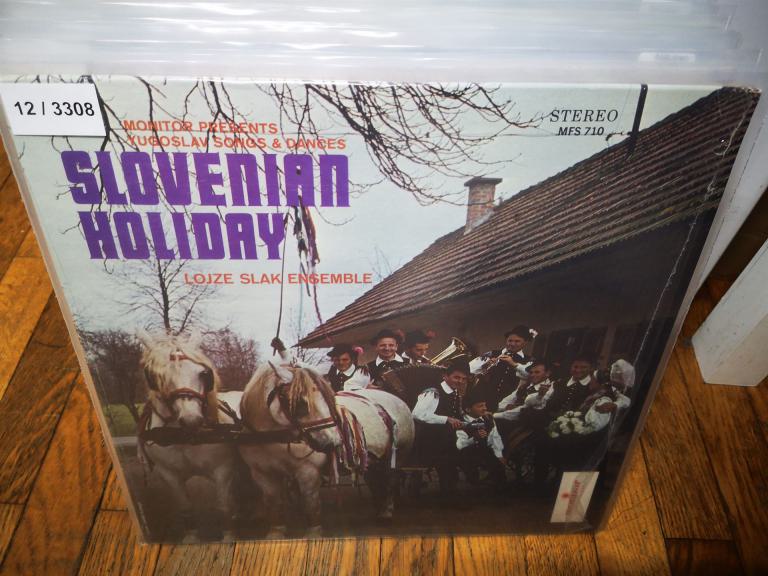 12 / 3308
STEREO
MFS 710
MONITOR PRESENTS
YUGOSLAV SONGS & DANCES
SLOVENIAN
HOLIDAY
LOJZE SLAK ENSEMBLE